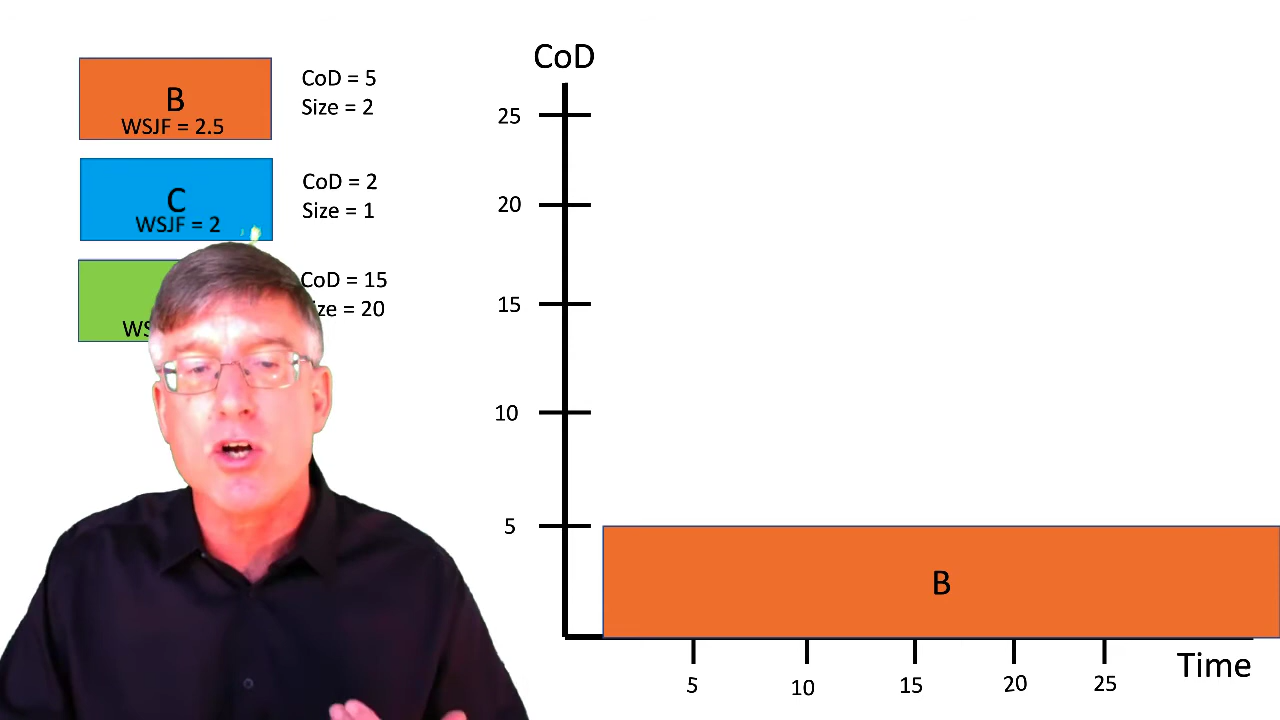 B
WSJF = 2.5
CoD = 5
Size = 2
C
WSJF = 2
CoD = 2
Size = 1
CoD = 15
= 20
CoD
25
20
15
10
5
B
5
10
15
20
25
Time